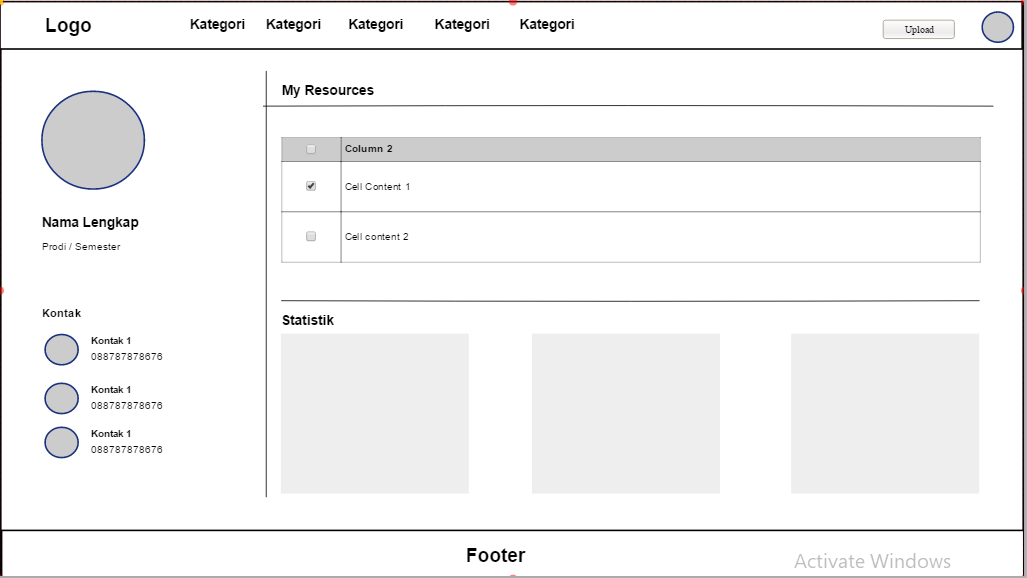 Logo
Kategori Kategori Kategori Kategori Kategori
Upload
Nama Lengkap
Prodi / Semester
Kontak
Kontak 1
088787878676
Kontak 1
088787878676
Kontak 1
088787878676
My Resources
Column 2
Cell Content 1
Cell content 2
Statistik
Footer
Activate Windows